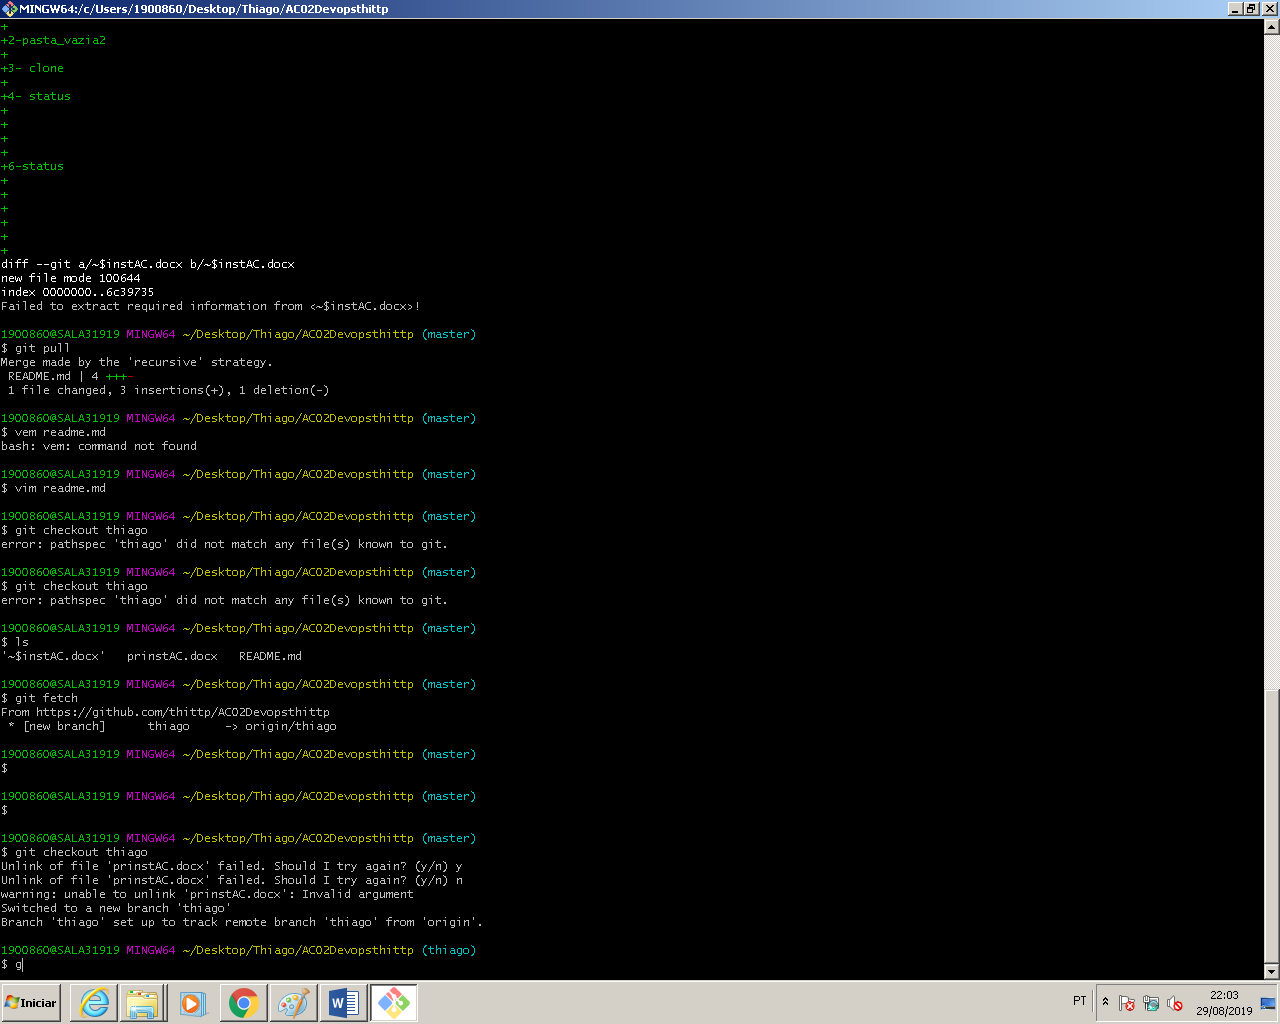 MINGW64:/c/Users/1900860/Desktop/Thiago/AC02Devopsthittp
+
+2-pasta_vazia2
+
+3- clone
+
+4- status
+
+
+
+
+6-status
+
+
+
+
+
+
diff --git a/~$instAC.docx b/~$instAC.docx
new file mode 100644
index 0000000..6c39735
Failed to extract required information from <~$instAC.docx>!
1900860@SALA31919 MINGW64 ~/Desktop/Thiago/AC02Devopsthittp (master)
$ git pull
Merge made by the 'recursive' strategy.
README.md | 4 +++-
1 file changed, 3 insertions(+), 1 deletion(-)
1900860@SALA31919 MINGW64 ~/Desktop/Thiago/AC02Devopsthittp (master)
$ vem readme.md
bash: vem: command not found
1900860@SALA31919 MINGW64 ~/Desktop/Thiago/AC02Devopsthittp (master)
$ vim readme.md
1900860@SALA31919 MINGW64 ~/Desktop/Thiago/AC02Devopsthittp (master)
$ git checkout thiago
error: pathspec 'thiago' did not match any file(s) known to git.
1900860@SALA31919 MINGW64 ~/Desktop/Thiago/AC02Devopsthittp (master)
$ git checkout thiago
error: pathspec 'thiago' did not match any file(s) known to git.
1900860@SALA31919 MINGW64 ~/Desktop/Thiago/AC02Devopsthittp (master)
$ ls
'~$instAC.docx' prinstAC.docx README.md
1900860@SALA31919 MINGW64 ~/Desktop/Thiago/AC02Devopsthittp (master)
$ git fetch
From https://github.com/thittp/AC02Devopsthittp
* [new branch] thiago -> origin/thiago
1900860@SALA31919 MINGW64 ~/Desktop/Thiago/AC02Devopsthittp (master)
$
1900860@SALA31919 MINGW64 ~/Desktop/Thiago/AC02Devopsthittp (master)
$
1900860@SALA31919 MINGW64 ~/Desktop/Thiago/AC02Devopsthittp (master)
$ git checkout thiago
Unlink of file 'prinstAC.docx' failed. Should I try again? (y/n) y
Unlink of file 'prinstAC.docx' failed. Should I try again? (y/n) n
warning: unable to unlink 'prinstAC.docx': Invalid argument
Switched to a new branch 'thiago'
Branch 'thiago' set up to track remote branch 'thiago' from 'origin'.
1900860@SALA31919 MINGW64 ~/Desktop/Thiago/AC02Devopsthittp (thiago)
$ g
Iniciar
PT
22:03
29/08/2019